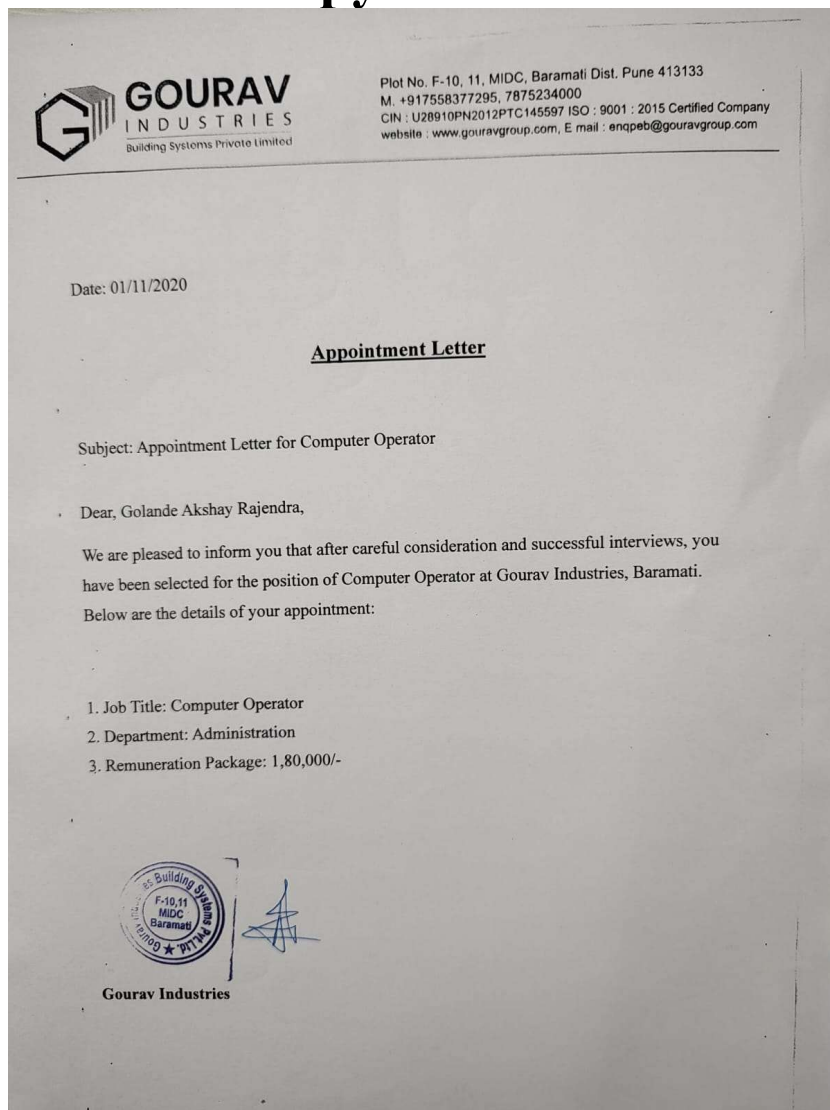 py
GOURAV
INDUSTRIES
Building Systems Private Limited
Plot No. F-10, 11, MIDC, Baramati Dist. Pune 413133
M. +917558377295, 7875234000
CIN : U28910PN2012PTC145597 ISO : 9001 : 2015 Certified Company
website : www.gouravgroup.com, E mail : enqpeb@gouravgroup.com
Date: 01/11/2020
Appointment Letter
Subject: Appointment Letter for Computer Operator
Dear, Golande Akshay Rajendra,
We are pleased to inform you that after careful consideration and successful interviews, you
have been selected for the position of Computer Operator at Gourav Industries, Baramati.
Below are the details of your appointment:
1. Job Title: Computer Operator
2. Department: Administration
3. Remuneration Package: 1,80,000/-
Gourav Building Systems Pvt.Ltd.
F-10,11
MIDC
Baramati
Gourav Industries